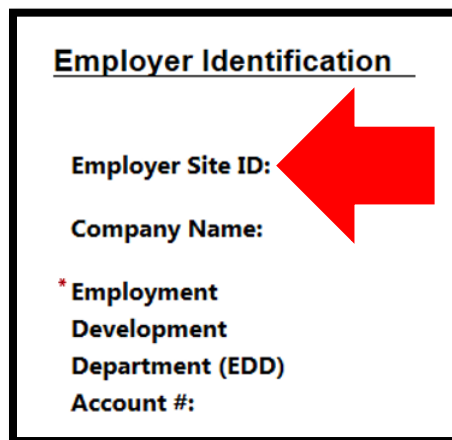 Employer Identification
Employer Site ID:
Company Name:
* Employment
Development
Department (EDD)
Account #: